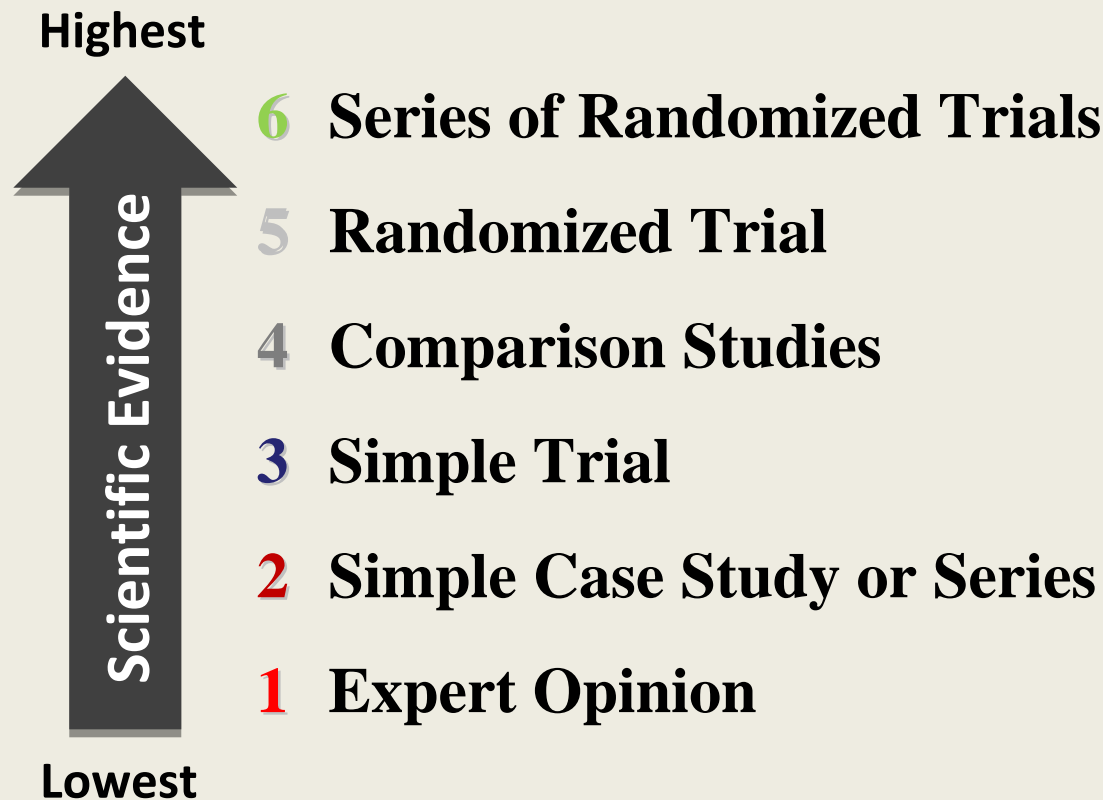 Highest
Scientific Evidence
6 Series of Randomized Trials
5 Randomized Trial
4 Comparison Studies
3 Simple Trial
2 Simple Case Study or Series
1 Expert Opinion
Lowest